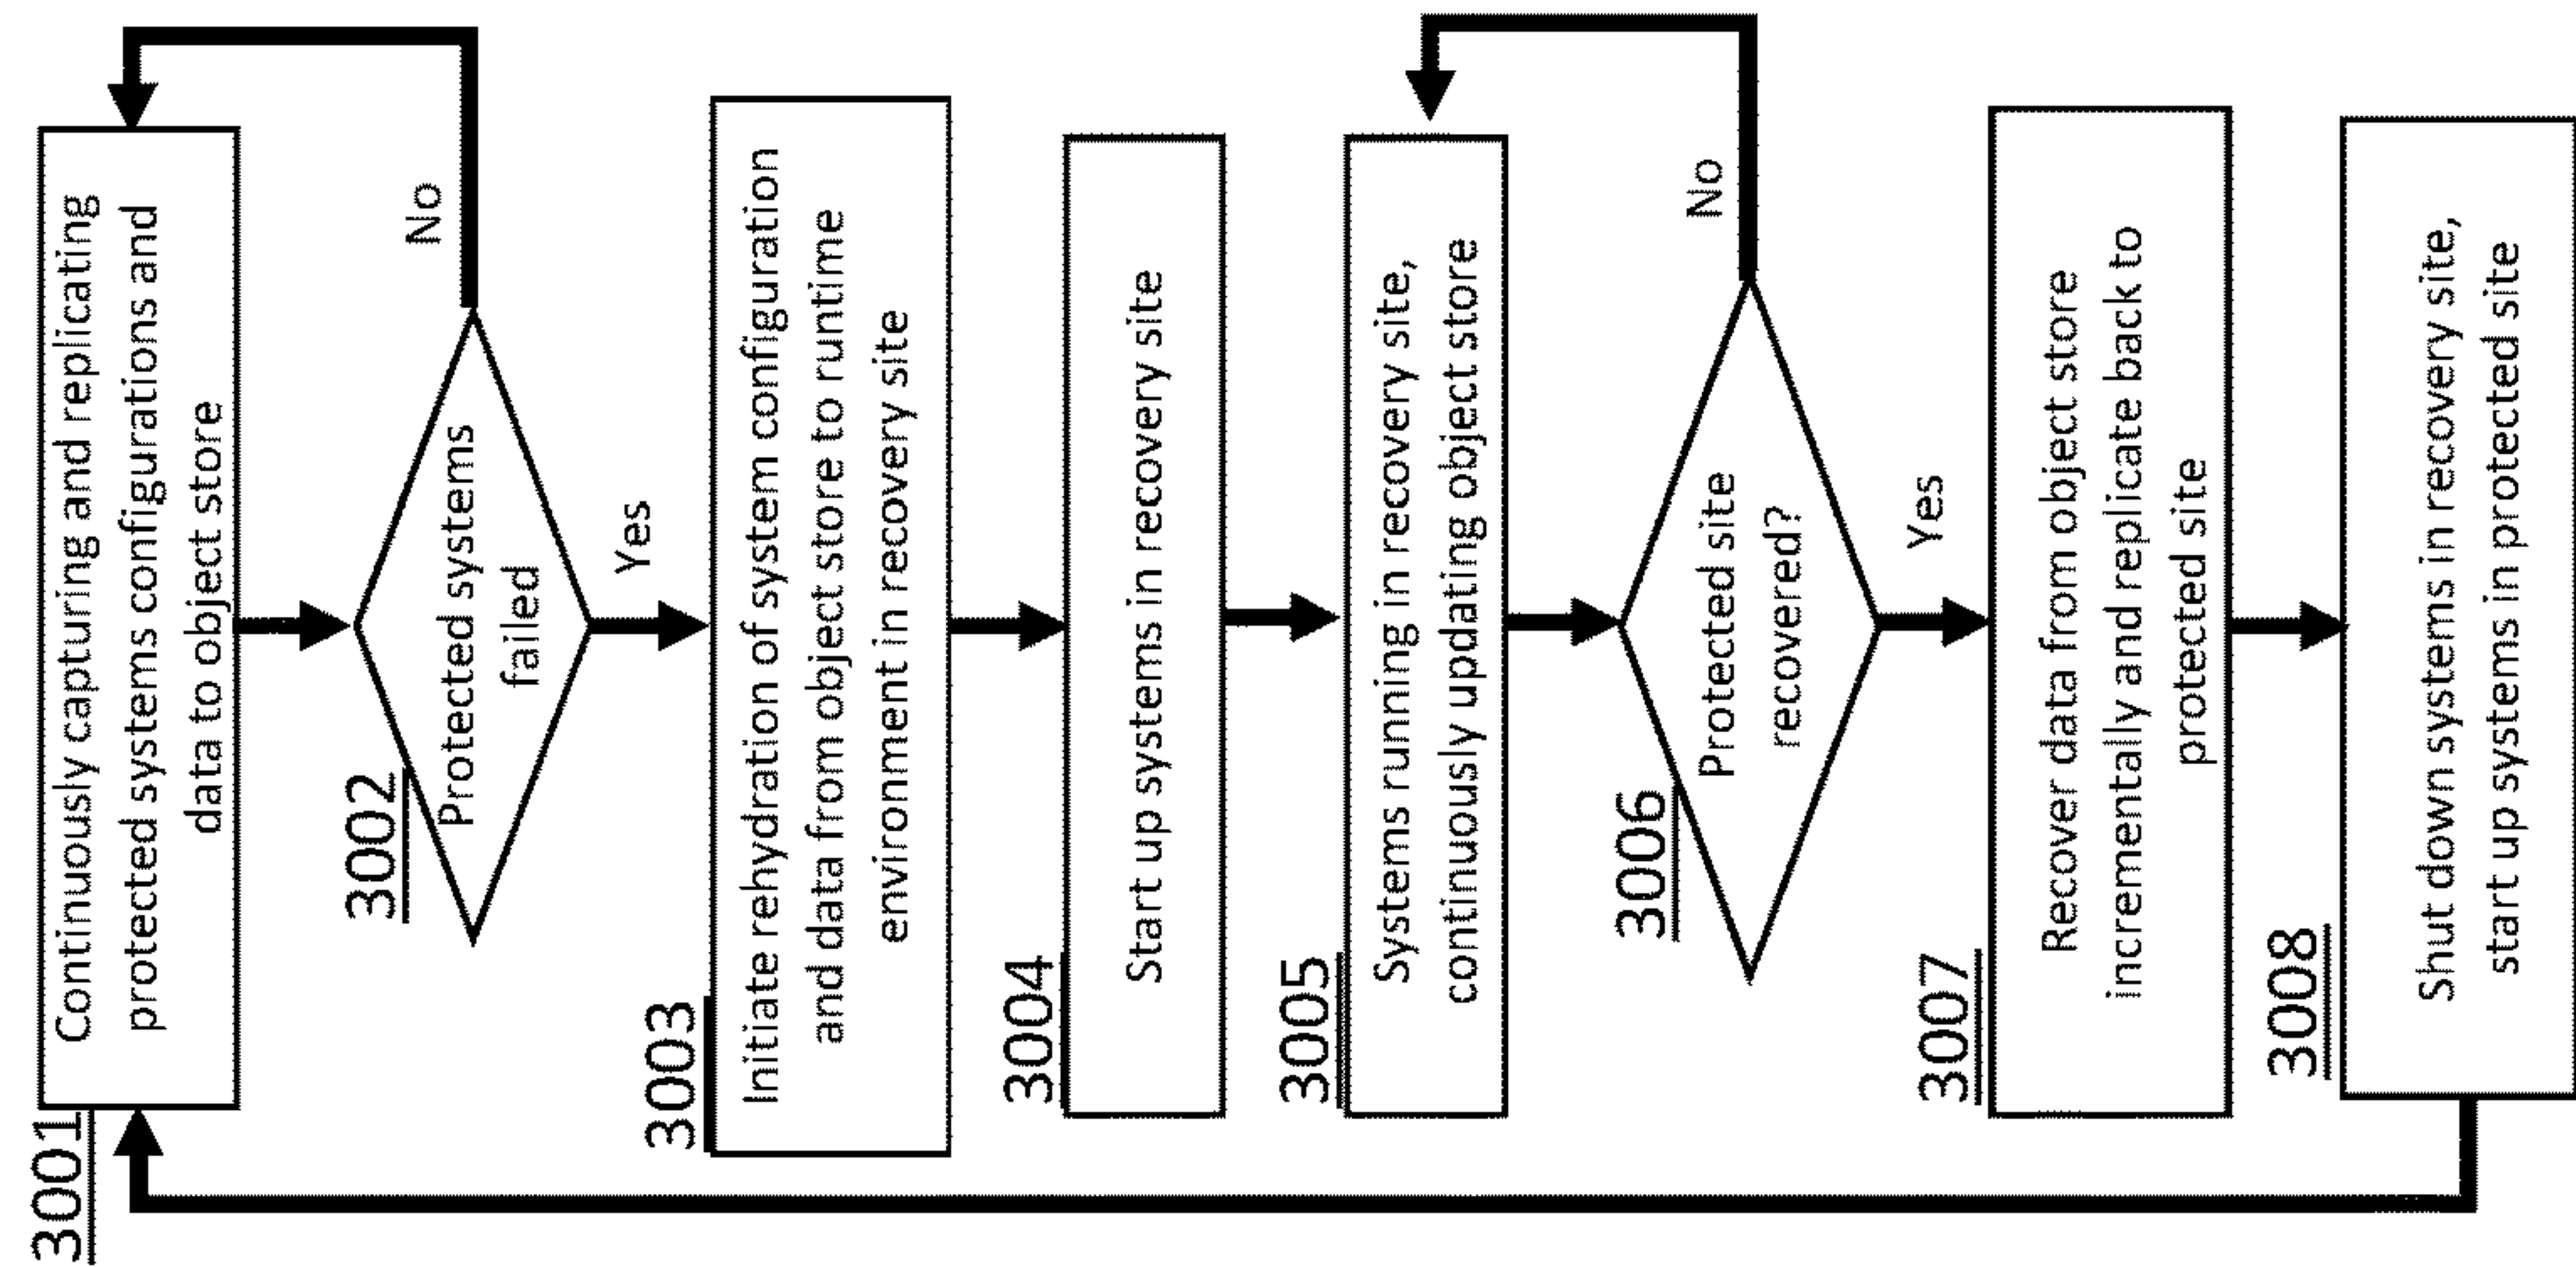 3001
Continuously capturing and replicating
protected systems configurations and
data to object store
3002
Protected systems
failed
No
Yes
3003
Initiate rehydration of system configuration
and data from object store to runtime
environment in recovery site
3004
Start up systems in recovery site
3005
Systems running in recovery site,
continuously updating object store
3006
Protected site
recovered?
No
Yes
3007
Recover data from object store
incrementally and replicate back to
protected site
3008
Shut down systems in recovery site,
start up systems in protected site